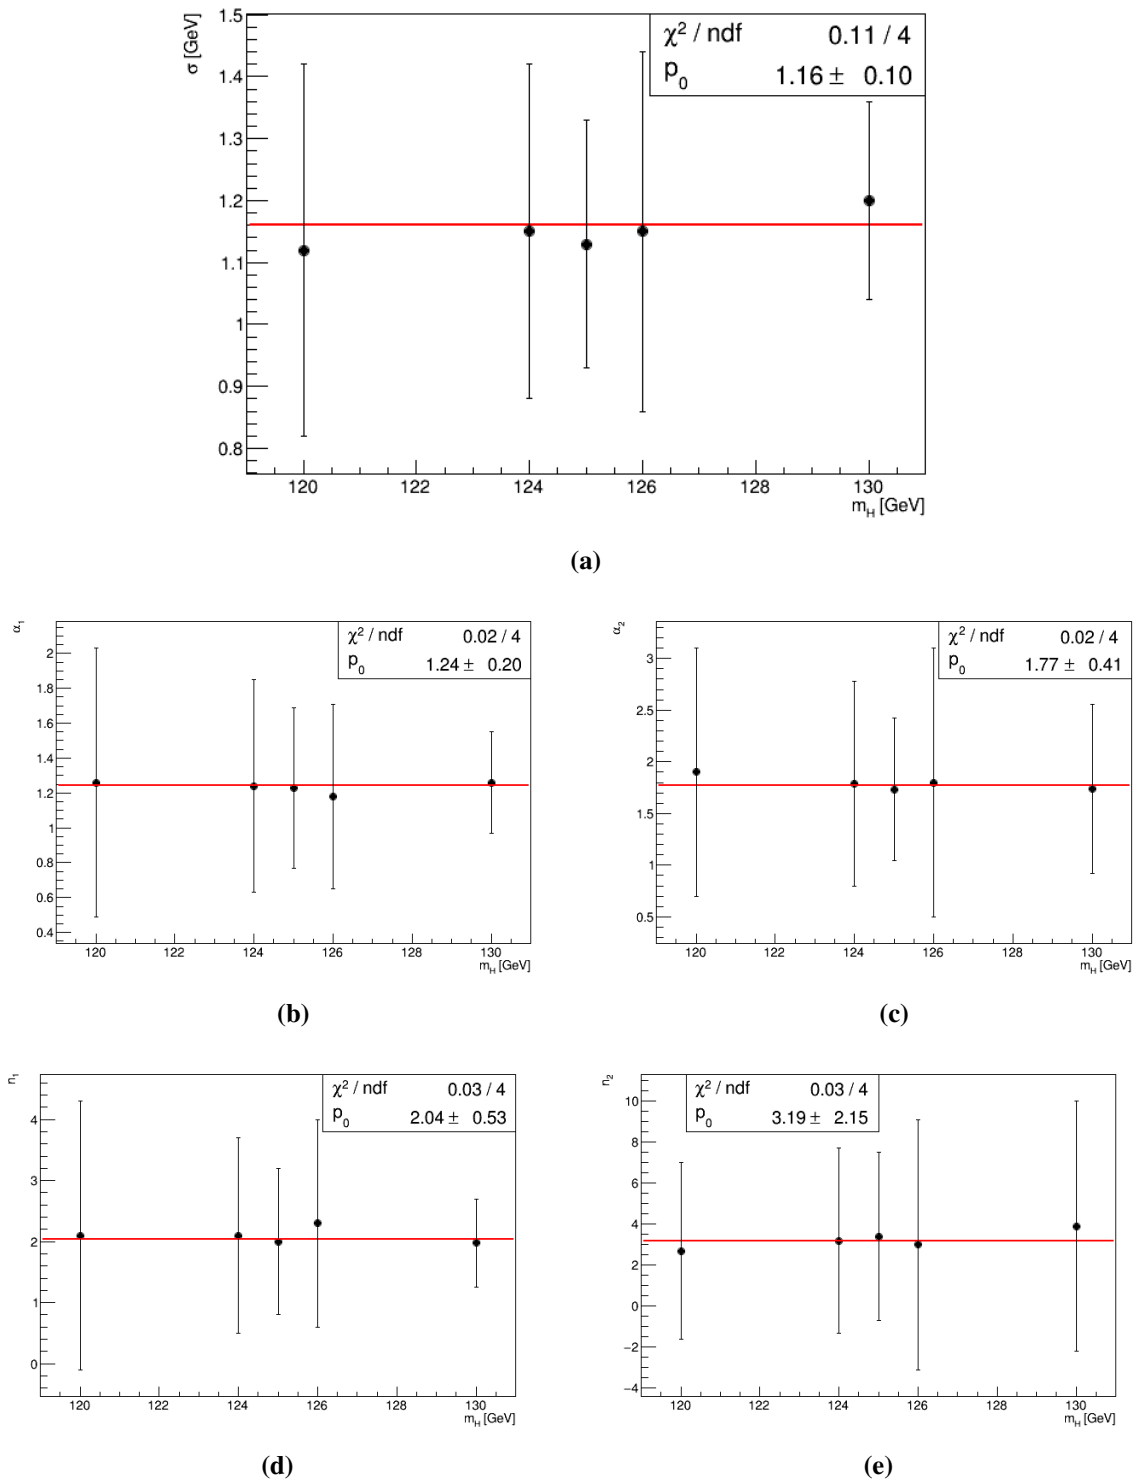 σ [GeV]
χ² / ndf 0.11 / 4
p₀ 1.16 ± 0.10
1.5
1.4
1.3
1.2
1.1
1
0.9
0.8
120 122 124 126 128 130
m_H [GeV]
(a)
α₁
χ² / ndf 0.02 / 4
p₀ 1.24 ± 0.20
2
1.8
1.6
1.4
1.2
1
0.8
0.6
0.4
120 122 124 126 128 130
m_H [GeV]
(b)
α₂
χ² / ndf 0.02 / 4
p₀ 1.77 ± 0.41
3
2.5
2
1.5
1
0.5
120 122 124 126 128 130
m_H [GeV]
(c)
n₁
χ² / ndf 0.03 / 4
p₀ 2.04 ± 0.53
4
3
2
1
0
120 122 124 126 128 130
m_H [GeV]
(d)
n₂
χ² / ndf 0.03 / 4
p₀ 3.19 ± 2.15
10
8
6
4
2
0
−2
−4
120 122 124 126 128 130
m_H [GeV]
(e)